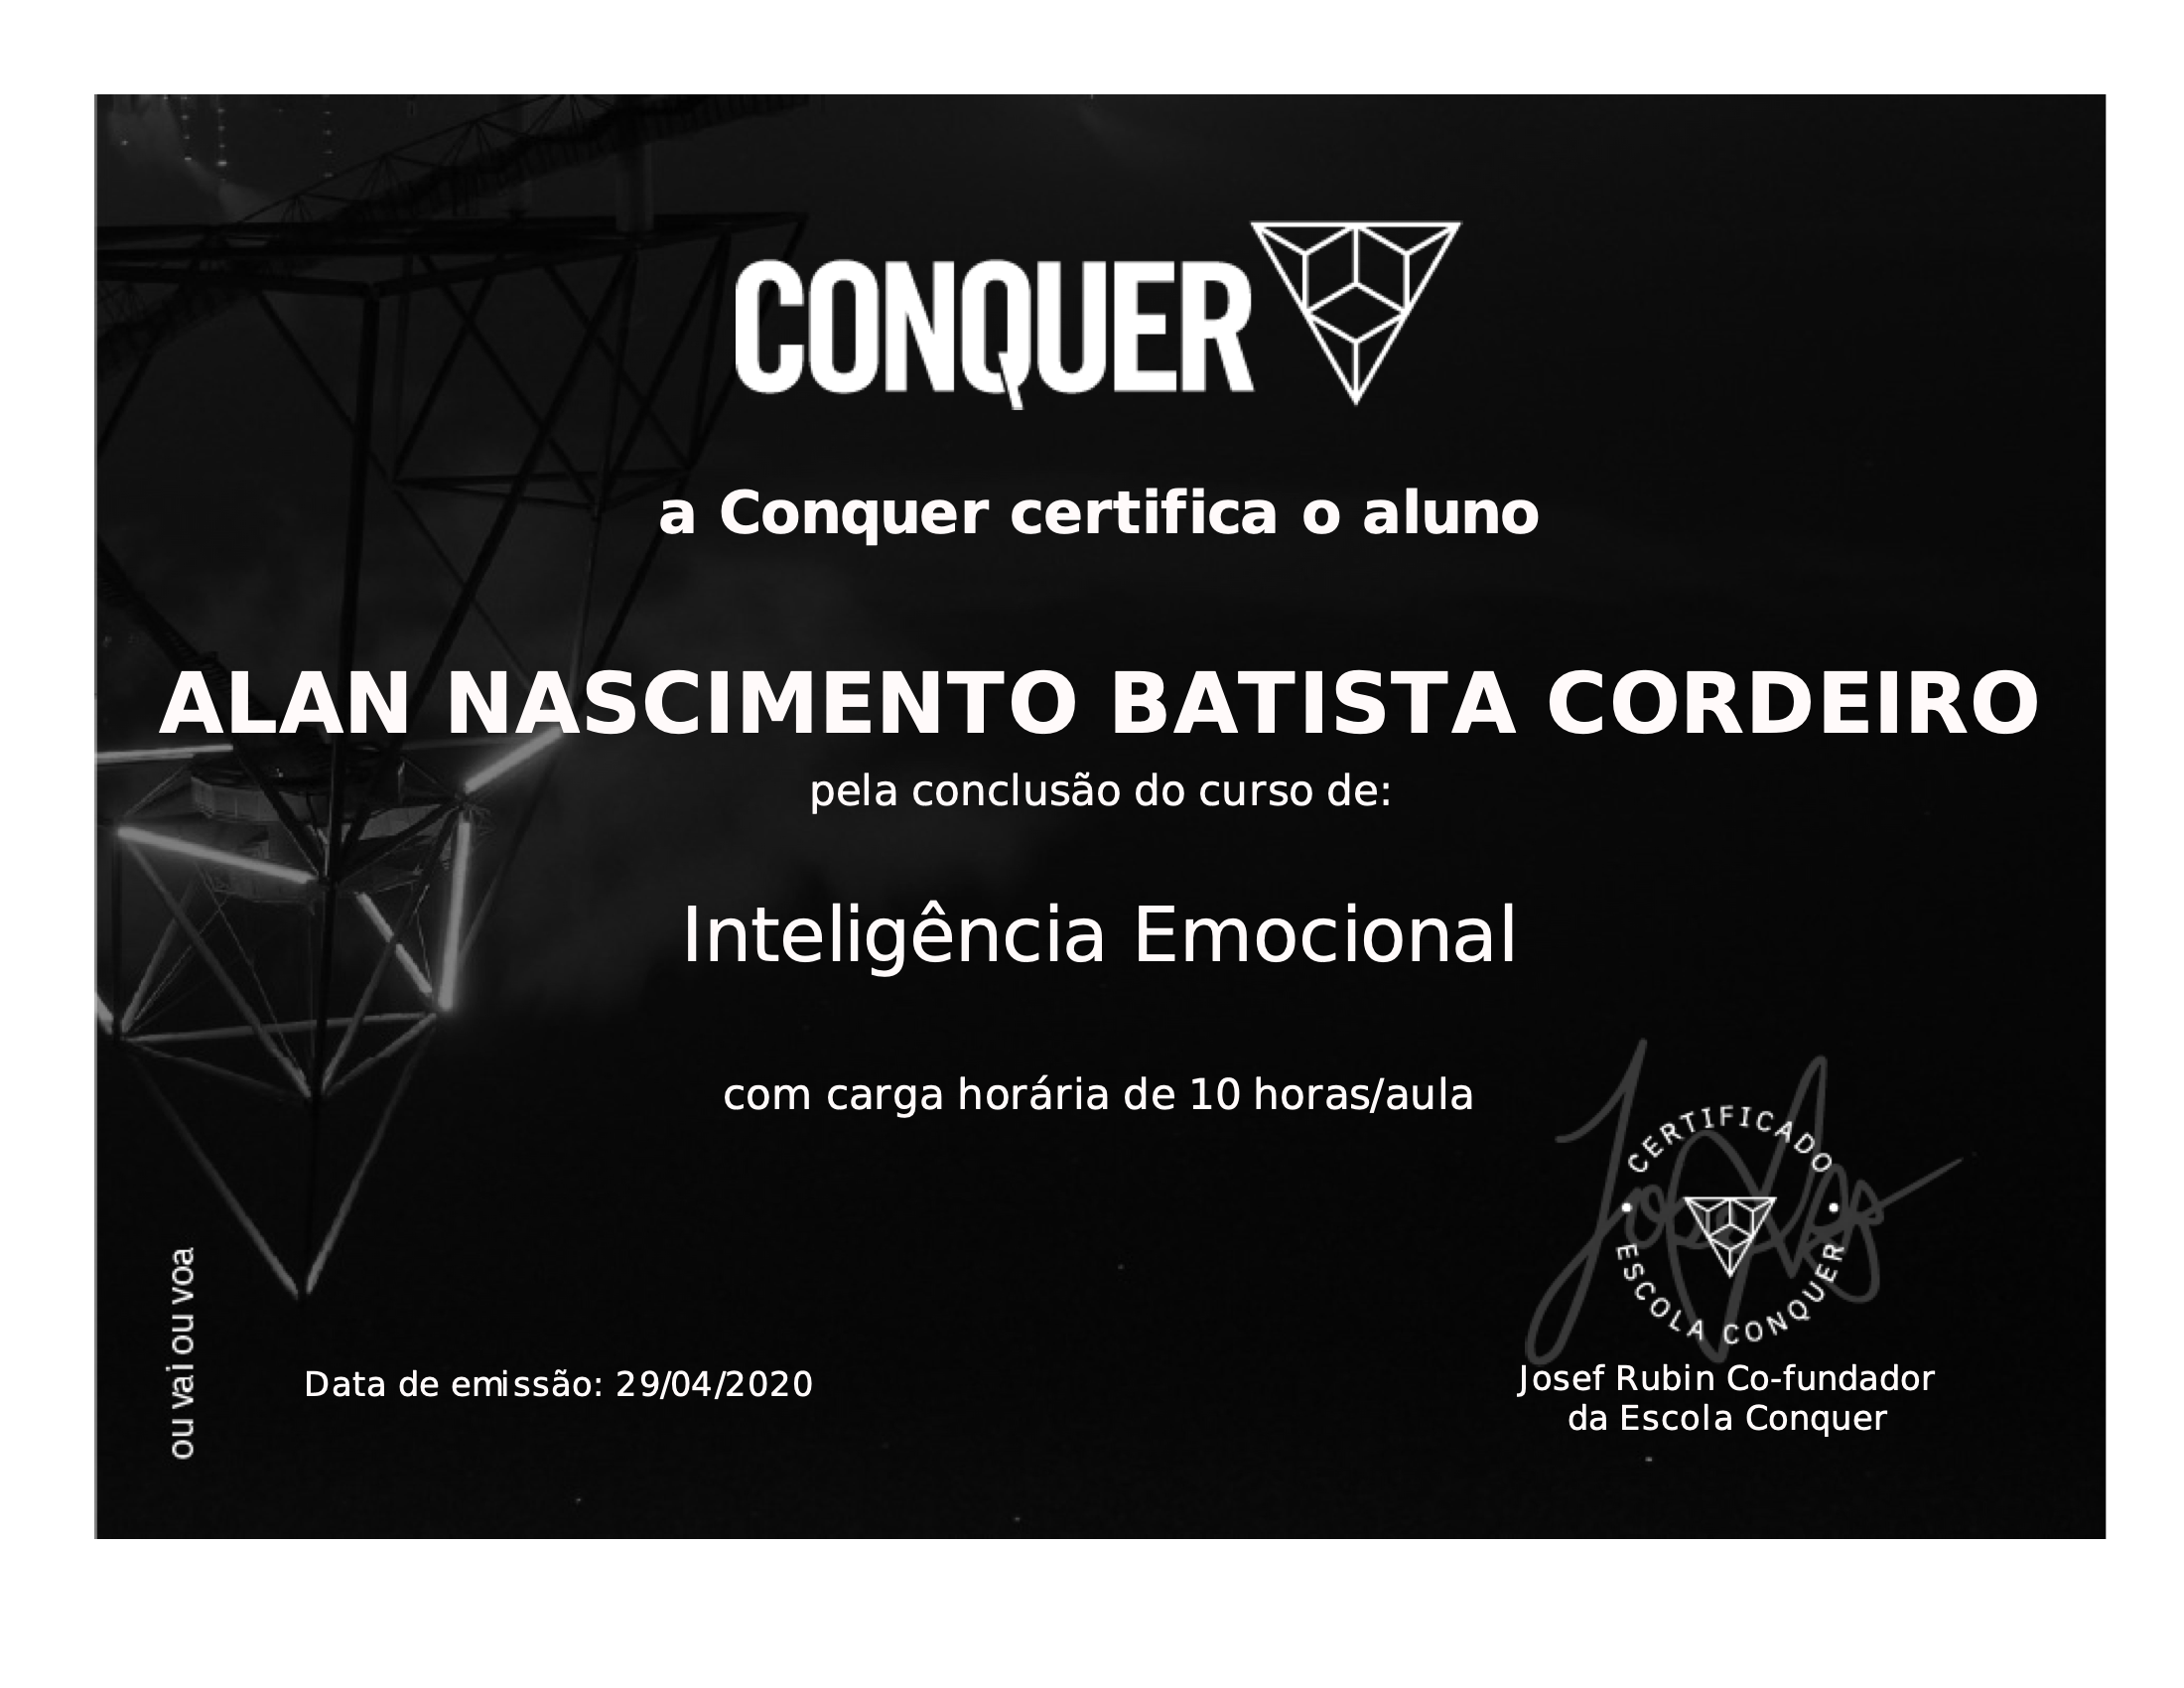 CONQUER
a Conquer certifica o aluno
ALAN NASCIMENTO BATISTA CORDEIRO
pela conclusão do curso de:
Inteligência Emocional
com carga horária de 10 horas/aula
CERTIFICADO
ESCOLA CONQUER
ou vai ou voa
Data de emissão: 29/04/2020
Josef Rubin Co-fundador
da Escola Conquer